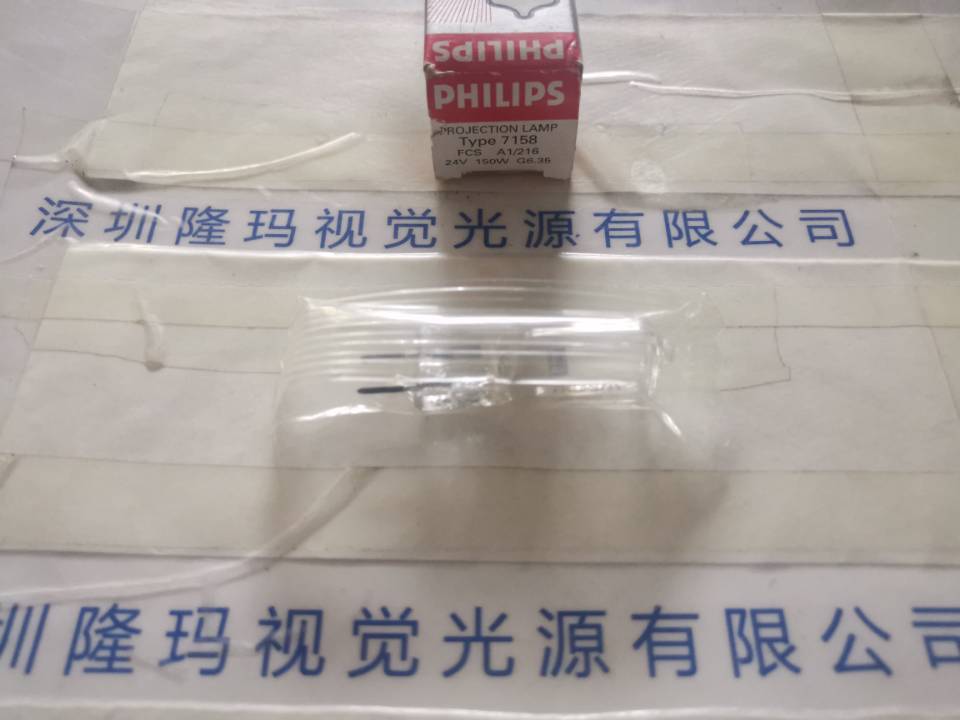 PHILIPS
PHILIPS
PROJECTION LAMP
Type 7158
FCS A1/216
24V 150W G6.35
深圳隆玛视觉光源有限公司
圳隆玛视觉光源有限公司